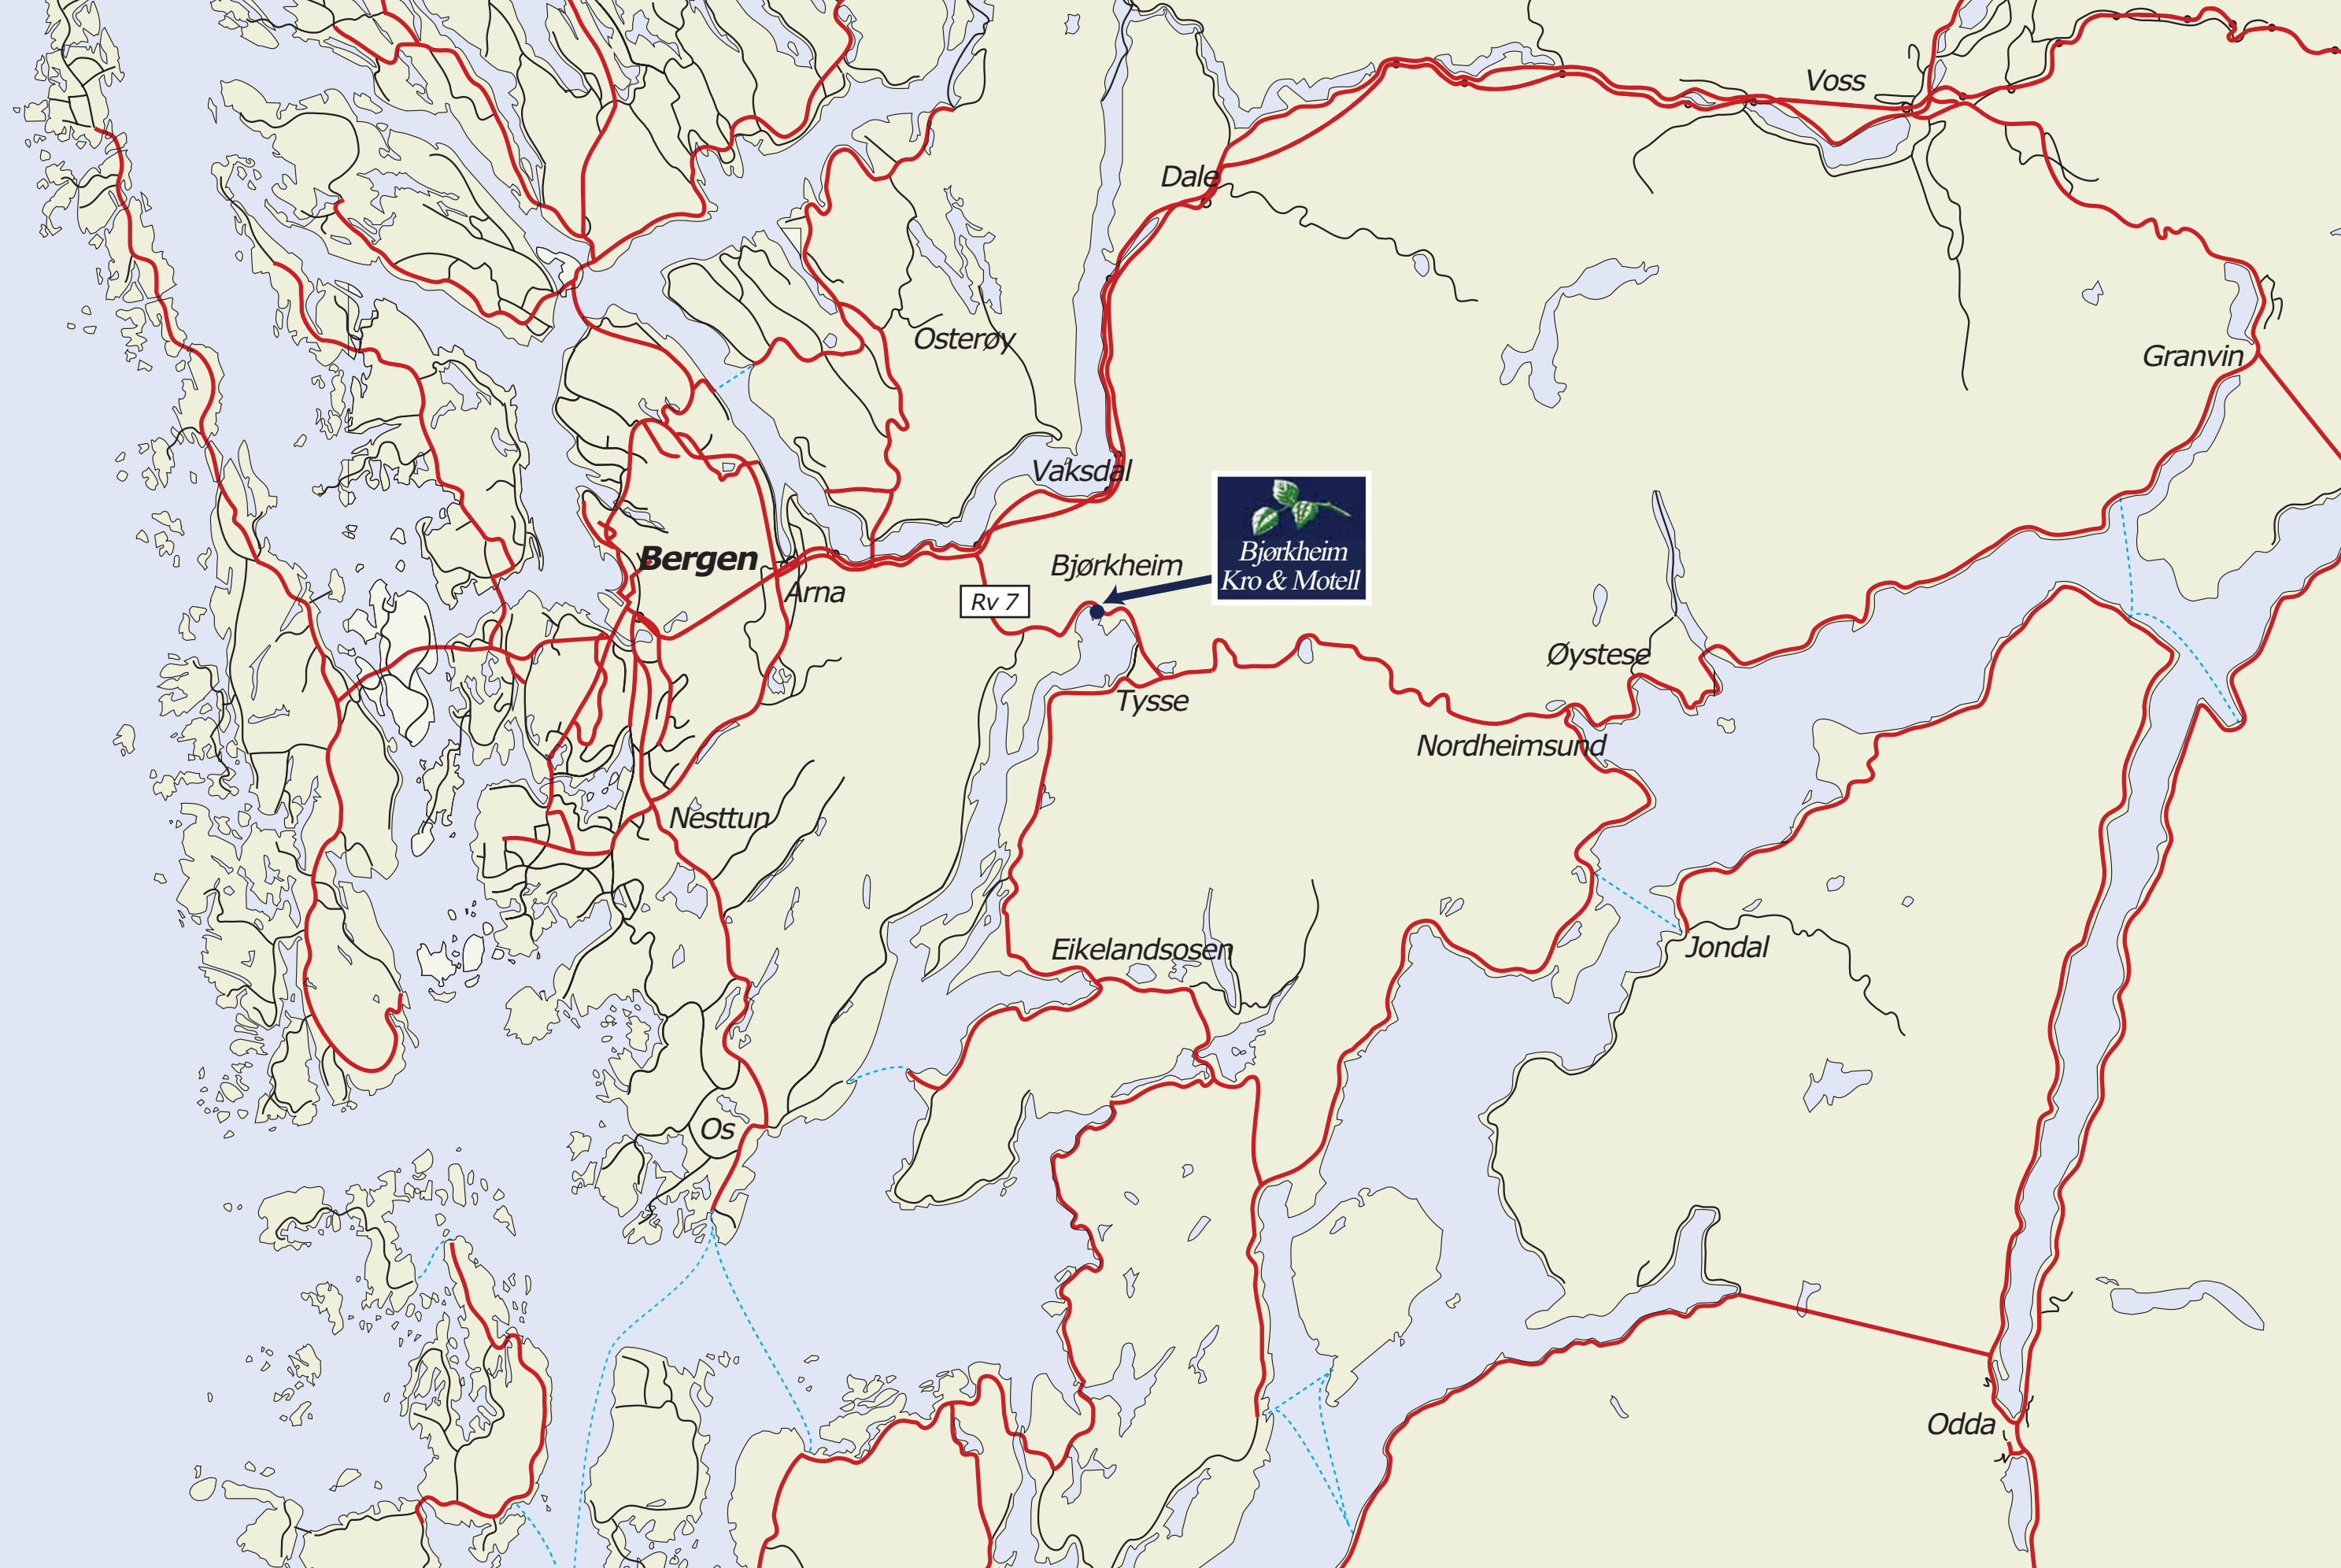 Voss
Dale
Osterøy
Granvin
Vaksdal
Bergen
Arna
Bjørkheim
Bjørkheim
Kro & Motell
Rv 7
Øystese
Tysse
Nordheimsund
Nesttun
Eikelandsosen
Jondal
Os
Odda